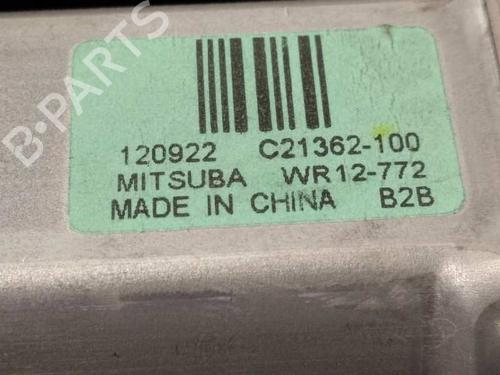 B-PARTS
120922 C21362-100
MITSUBA WR12-772
MADE IN CHINA B2B